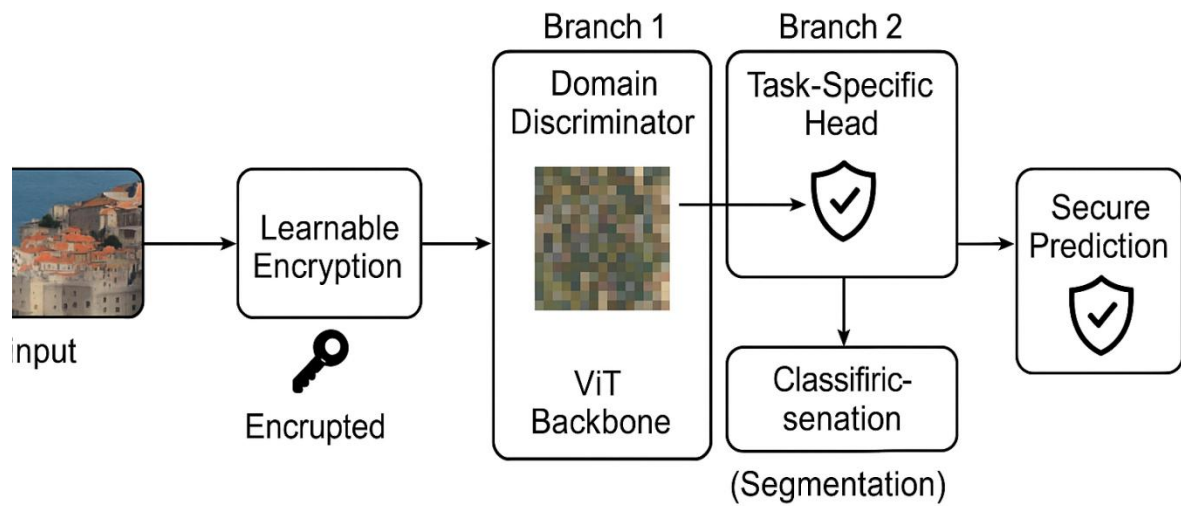 input
Learnable
Encryption
Encrupted
Branch 1
Domain
Discriminator
ViT
Backbone
Branch 2
Task-Specific
Head
Classifiric-
senation
(Segmentation)
Secure
Prediction